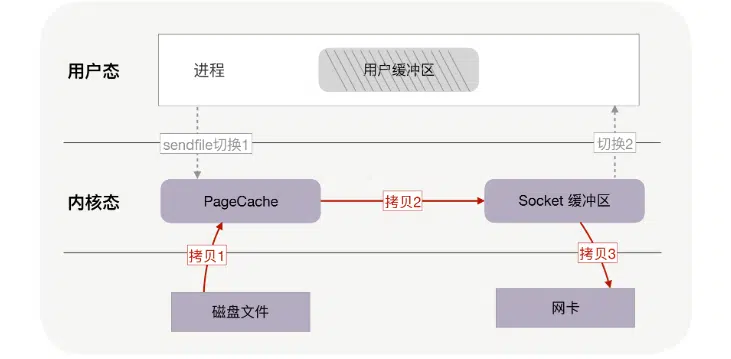 用户态
进程
用户缓冲区
sendfile切换1
切换2
内核态
PageCache
拷贝2
Socket 缓冲区
拷贝1
拷贝3
磁盘文件
网卡